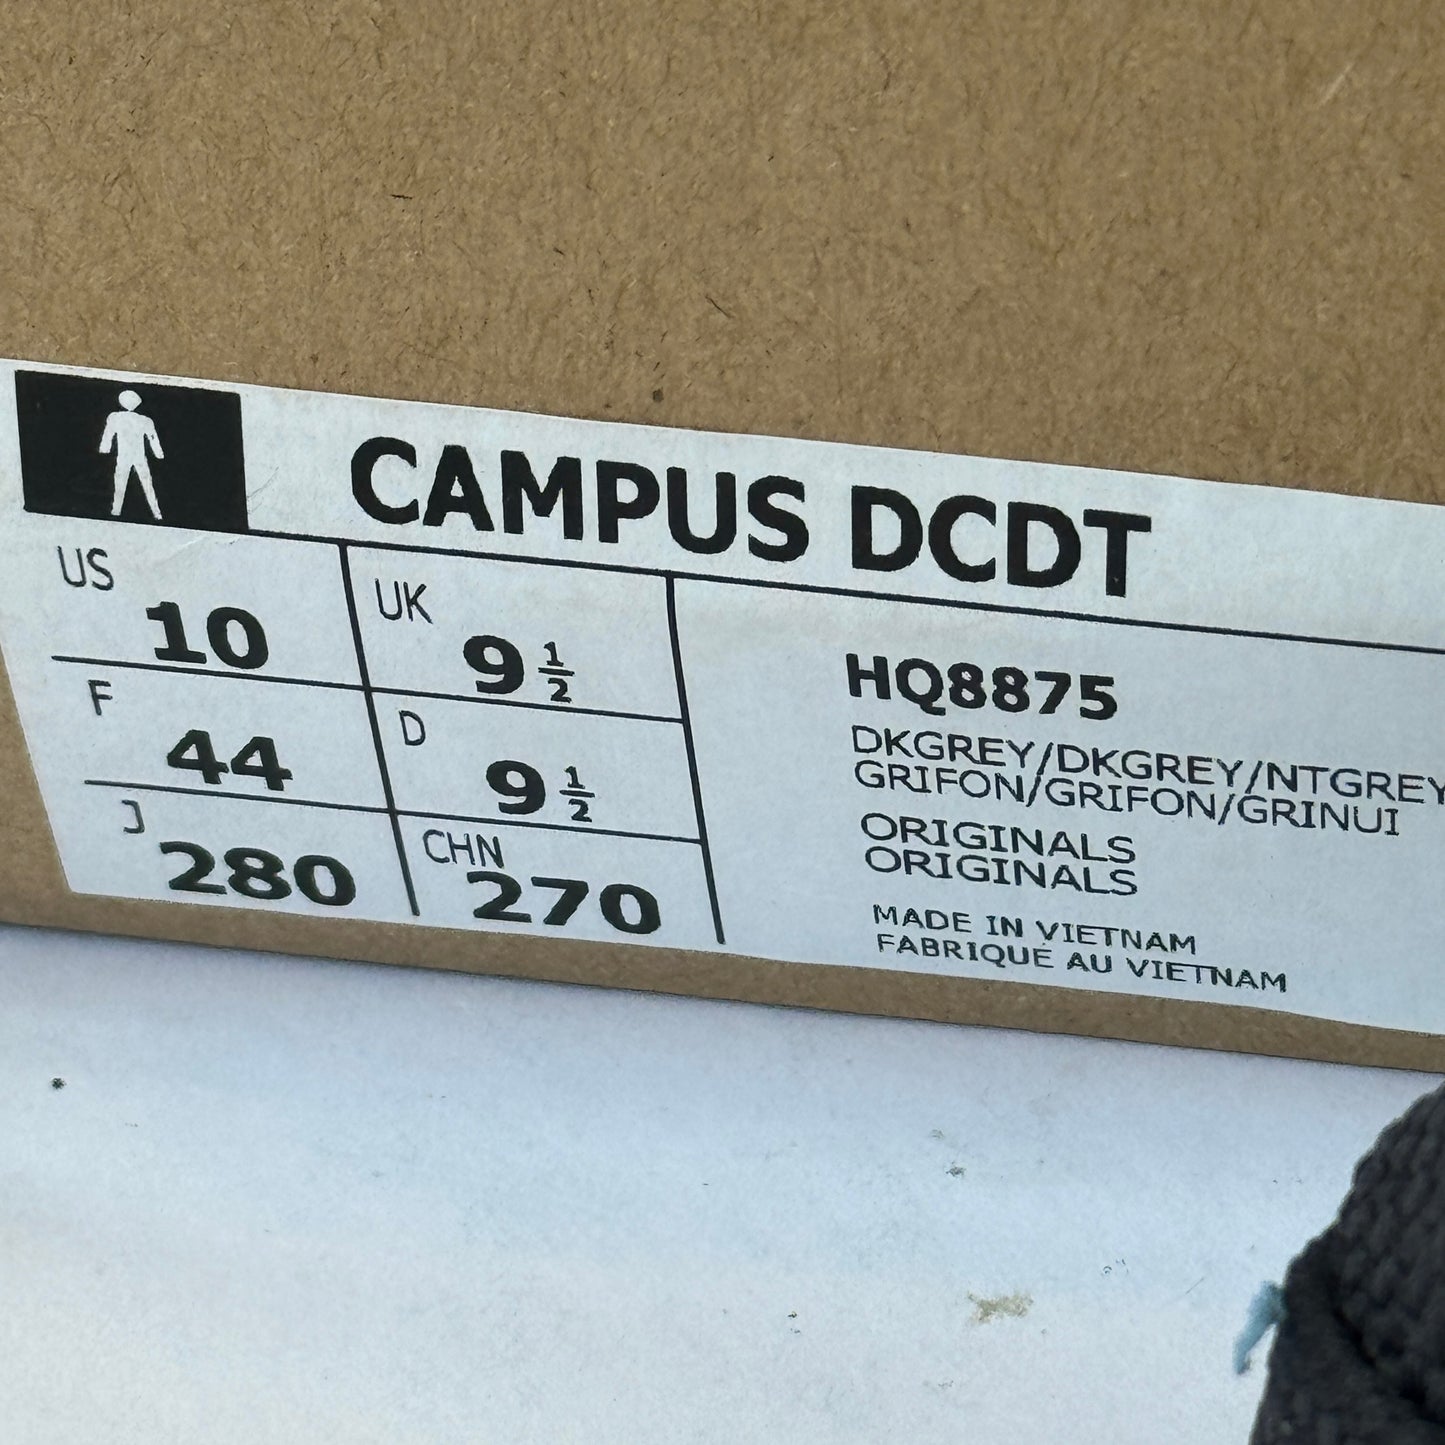 CAMPUS DCDT
US 10 UK 9 1/2
F 44 D 9 1/2
J 280 CHN 270
HQ8875
DKGREY/DKGREY/NTGREY
GRIFON/GRIFON/GRINUI
ORIGINALS
ORIGINALS
MADE IN VIETNAM
FABRIQUÉ AU VIETNAM